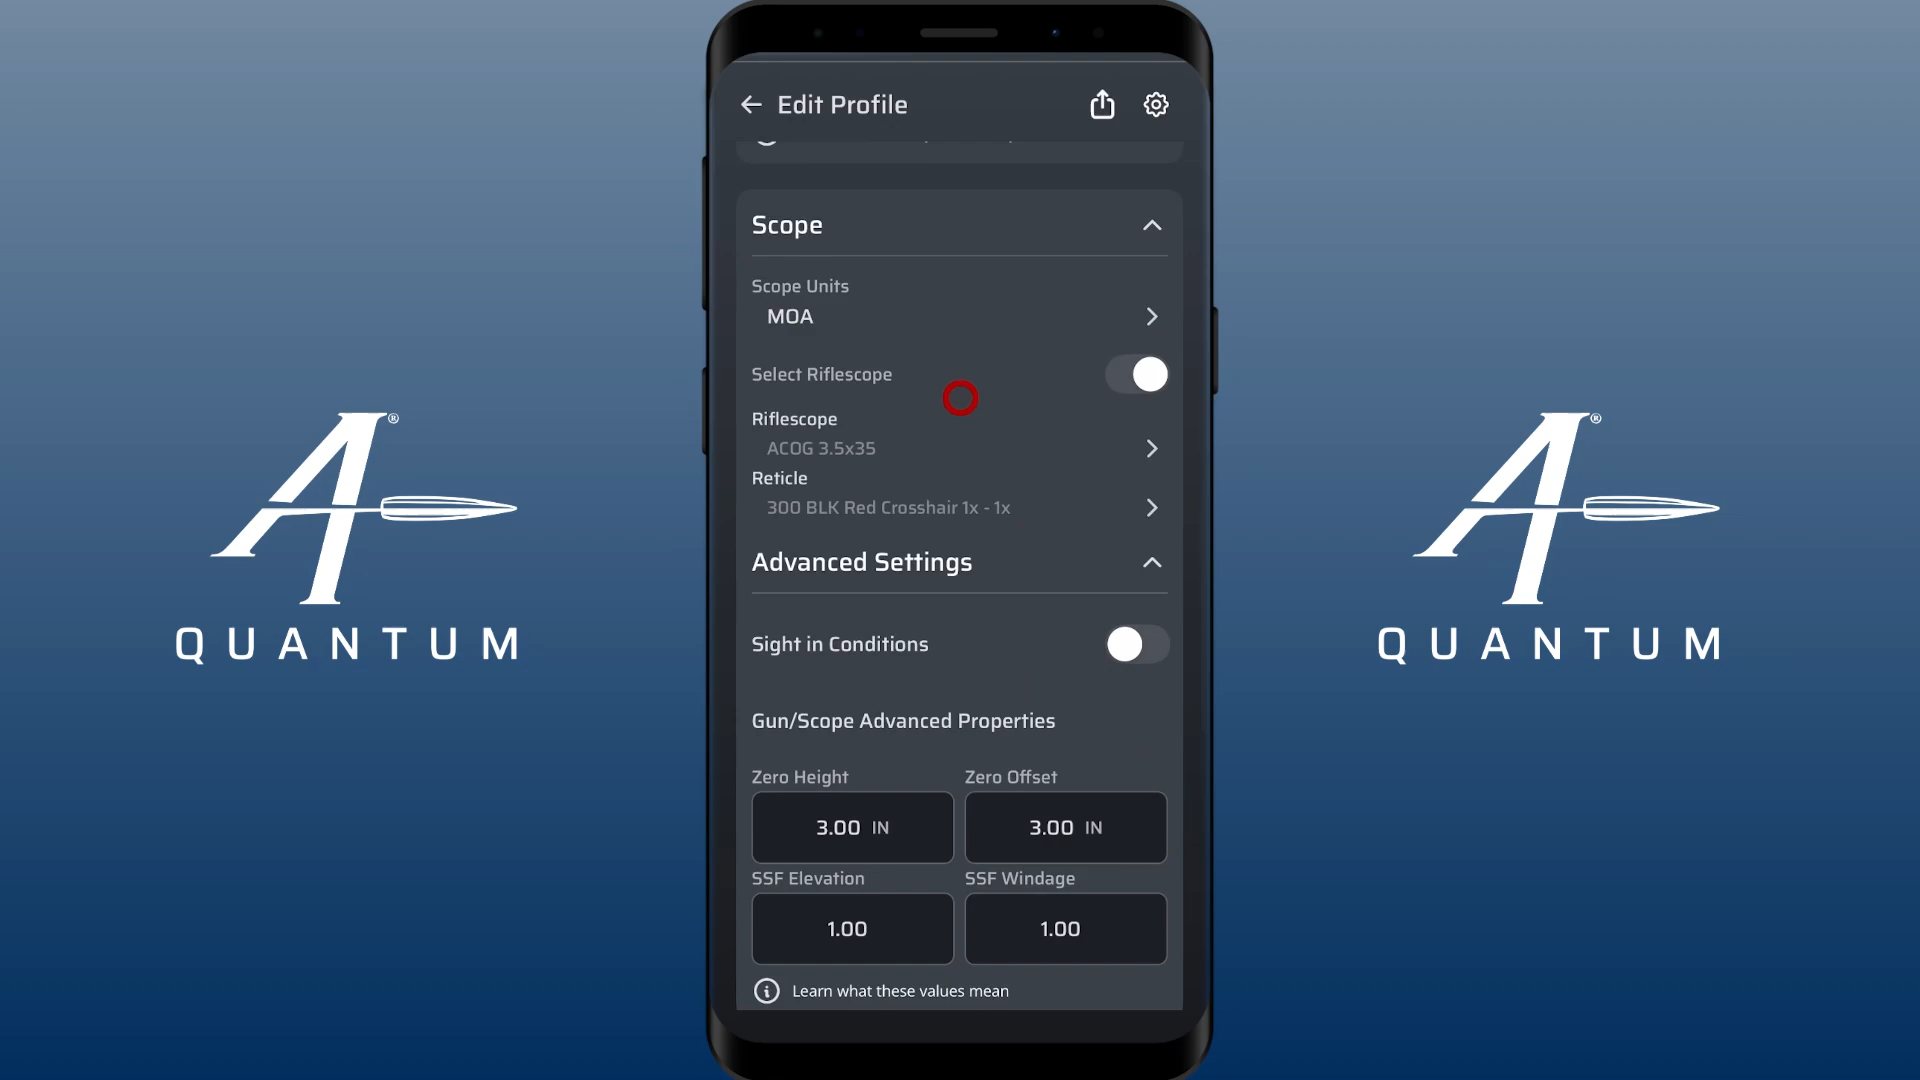 Edit Profile
Scope
Scope Units
MOA
Select Riflescope
Riflescope
ACOG 3.5x35
Reticle
300 BLK Red Crosshair 1x - 1x
Advanced Settings
Sight in Conditions
Gun/Scope Advanced Properties
Zero Height Zero Offset
3.00 IN 3.00 IN
SSF Elevation SSF Windage
1.00 1.00
Learn what these values mean
A®
QUANTUM
A®
QUANTUM